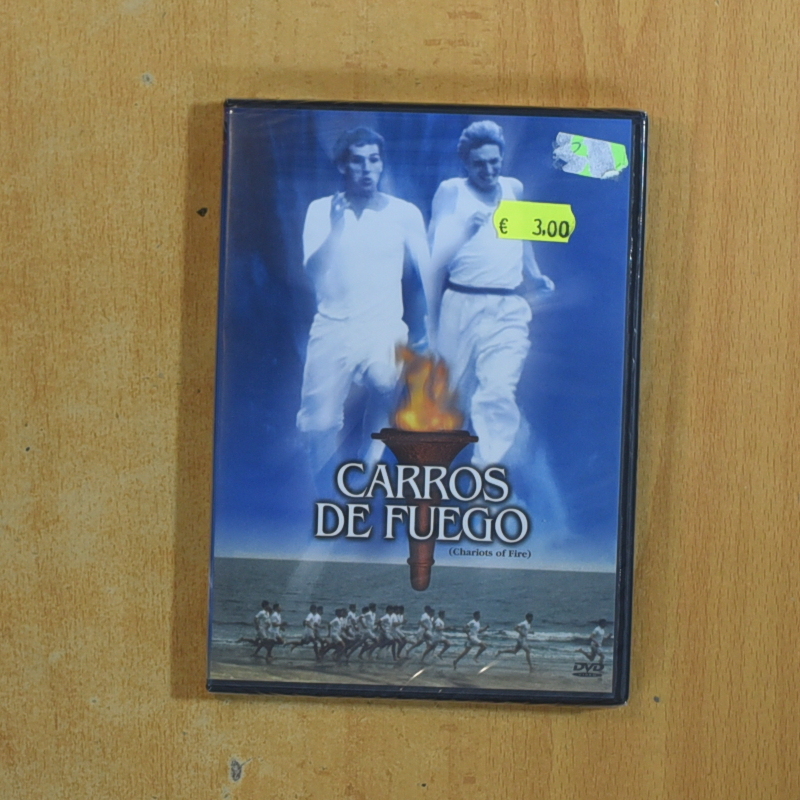 € 3.00
CARROS
DE FUEGO
(Chariots of Fire)
DVD